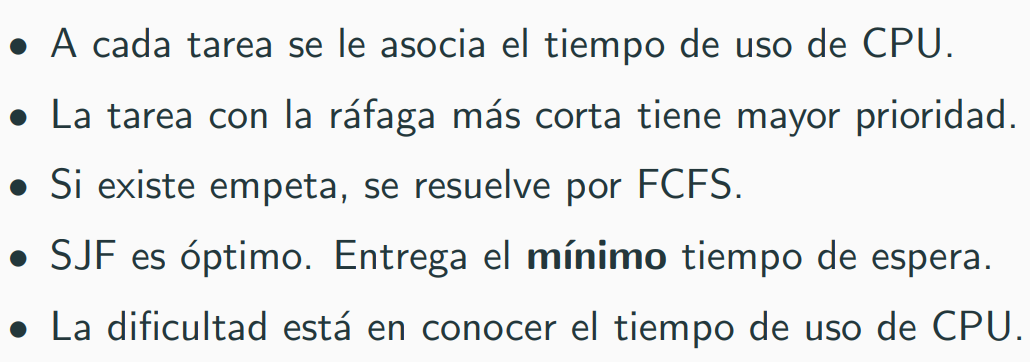 • A cada tarea se le asocia el tiempo de uso de CPU.
• La tarea con la ráfaga más corta tiene mayor prioridad.
• Si existe empeta, se resuelve por FCFS.
• SJF es óptimo. Entrega el mínimo tiempo de espera.
• La dificultad está en conocer el tiempo de uso de CPU.